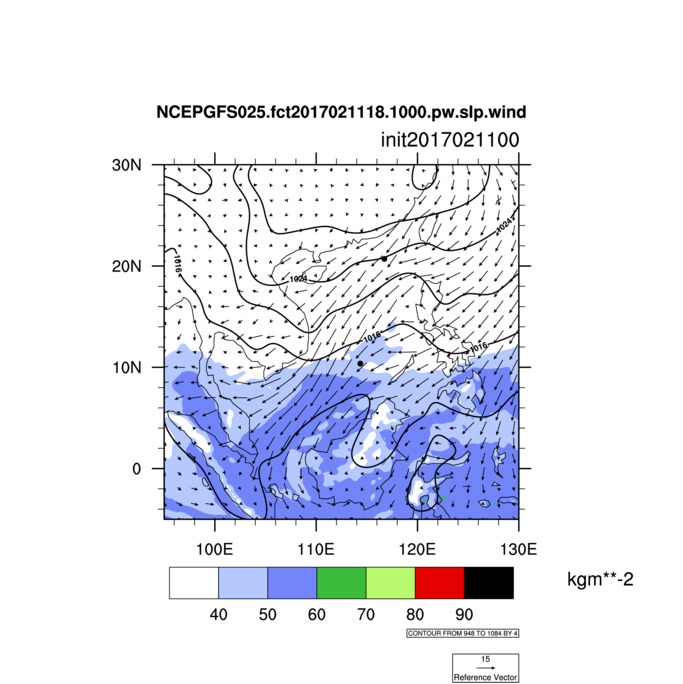 NCEPGFS025.fct2017021118.1000.pw.slp.wind
init2017021100
30N
1024
1016
20N
1024
1016
1016
10N
0
100E 110E 120E 130E
kgm**-2
40 50 60 70 80 90
CONTOUR FROM 948 TO 1084 BY 4
15
Reference Vector